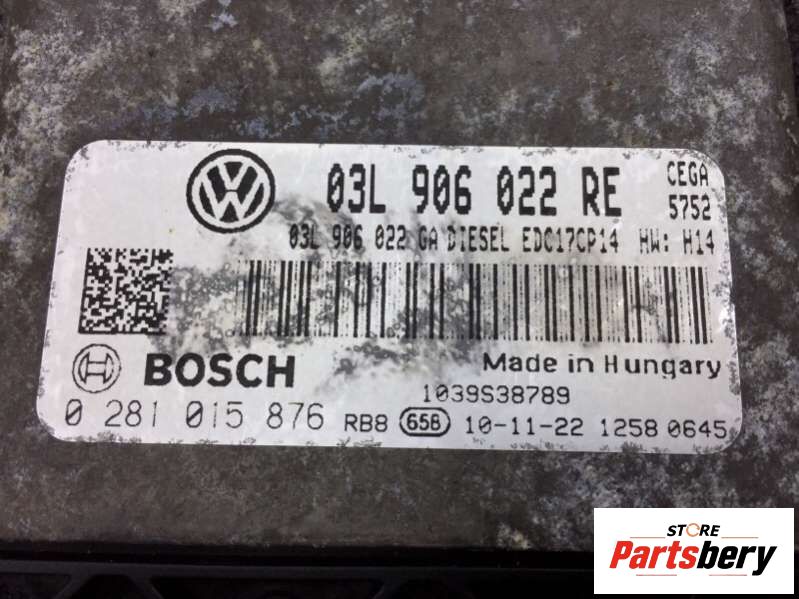 03L 906 022 RE
CEGA
5752
03L 906 022 GA DIESEL EDC17CP14 HW: H14
BOSCH
Made in Hungary
1039S38789
0 281 015 876 RB8 65B 10-11-22 1258 0645
STORE
Partsbery